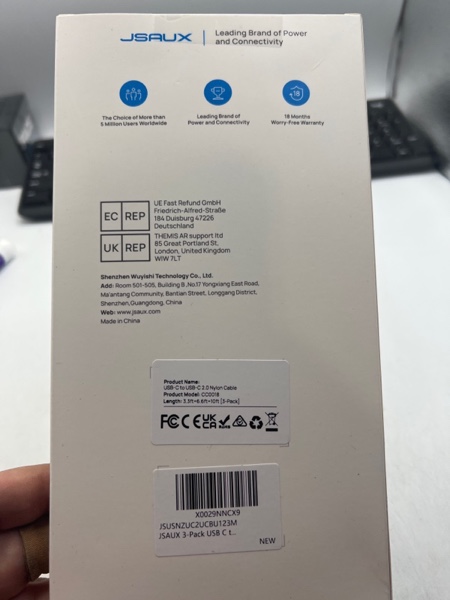 JSAUX | Leading Brand of Power
and Connectivity
The Choice of More than
5 Million Users Worldwide
Leading Brand of
Power and Connectivity
18
18 Months
Worry-Free Warranty
EC REP
UE Fast Refund GmbH
Friedrich-Alfred-Straße
184 Duisburg 47226
Deutschland
UK REP
THEMIS AR support ltd
85 Great Portland St,
London, United Kingdom
W1W 7LT
Shenzhen Wuyishi Technology Co., Ltd.
Add: Room 501-505, Building 8 ,No.17 Yongxiang East Road,
Ma'antang Community, Bantian Street, Longgang District,
Shenzhen,Guangdong, China
Web: www.jsaux.com
Made in China
Product Name:
USB-C to USB-C 2.0 Nylon Cable
Product Model: CC0018
Length: 3.3ft+6.6ft+10ft [3-Pack]
FC CE UKCA
X0029NNCX9
JSUSNZUC2UCBU123M
JSAUX 3-Pack USB C t...
NEW